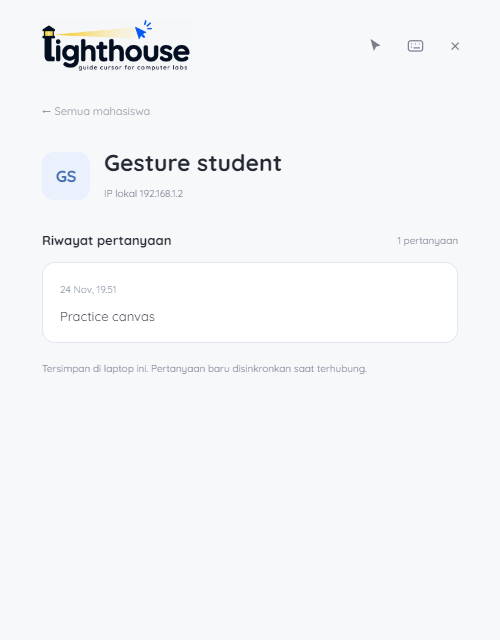 lighthouse
guide cursor for computer labs
← Semua mahasiswa
GS
Gesture student
IP lokal 192.168.1.2
Riwayat pertanyaan
1 pertanyaan
24 Nov, 19.51
Practice canvas
Tersimpan di laptop ini. Pertanyaan baru disinkronkan saat terhubung.